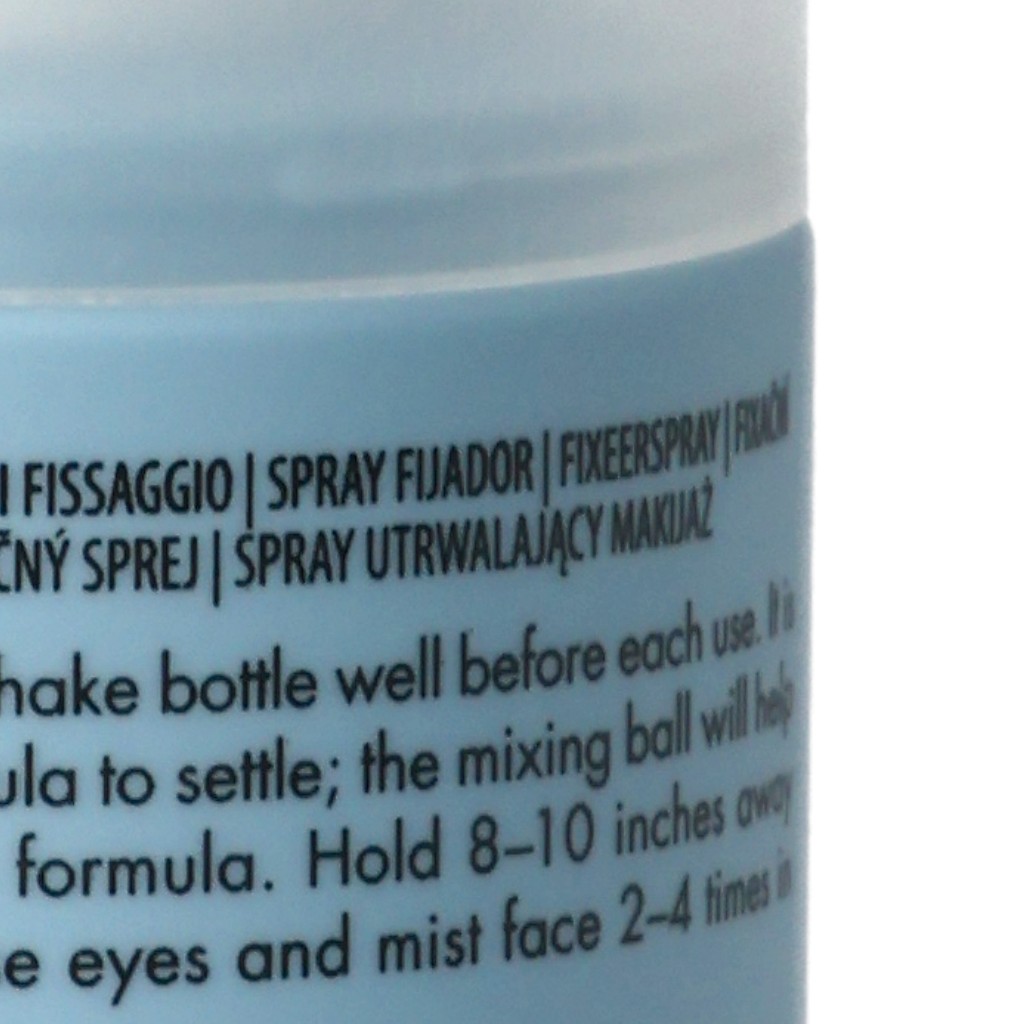 I FISSAGGIO | SPRAY FIJADOR | FIXEERSPRAY | FIXAČNÍ
ČNÝ SPREJ | SPRAY UTRWALAJĄCY MAKIJAŻ
hake bottle well before each use. It is
ula to settle; the mixing ball will help
formula. Hold 8–10 inches away
e eyes and mist face 2–4 times in